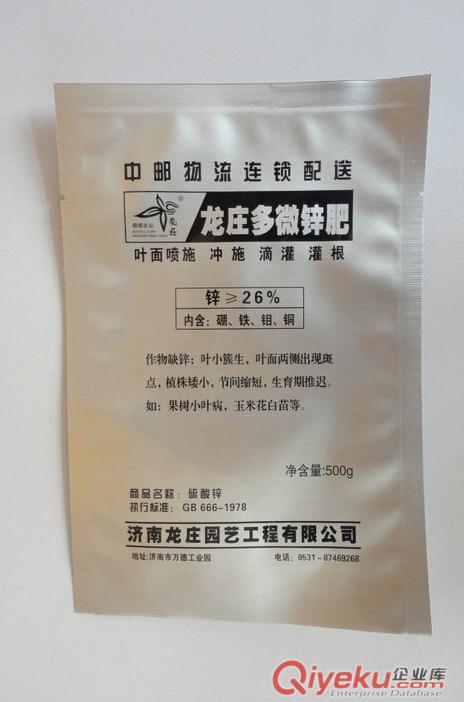 中邮物流连锁配送
龙庄
®
龙庄多微锌肥
叶面喷施 冲施 滴灌 灌根
锌≥26%
内含：硼、铁、钼、铜
作物缺锌：叶小簇生，叶面两侧出现斑
点，植株矮小，节间缩短，生育期推迟。
如：果树小叶病，玉米花白苗等。
净含量:500g
商品名称：硫酸锌
执行标准：GB 666-1978
济南龙庄园艺工程有限公司
地址:济南市万德工业园 电话：0531-87469268
Qiyeku.com 企业库
Enterprise Database